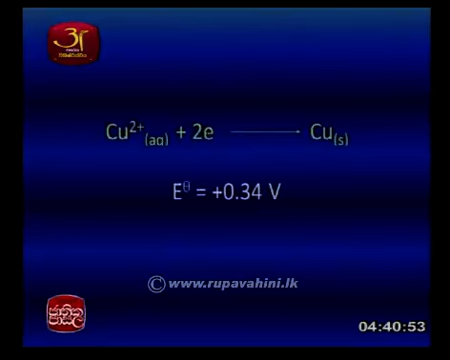 Cu²⁺(aq) + 2e ⟶ Cu(s)
Eᶿ = +0.34 V
© www.rupavahini.lk
04:40:53